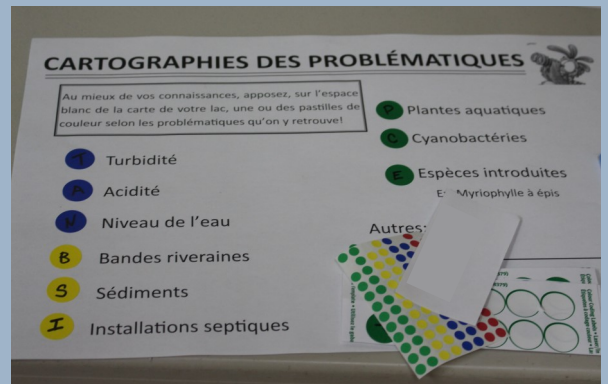 CARTOGRAPHIES DES PROBLÉMATIQUES
Au mieux de vos connaissances, apposez, sur l'espace
blanc de la carte de votre lac, une ou des pastilles de
couleur selon les problématiques qu'on y retrouve!
T Turbidité
A Acidité
N Niveau de l'eau
B Bandes riveraines
S Sédiments
I Installations septiques
P Plantes aquatiques
C Cyanobactéries
E Espèces introduites
Ex: Myriophylle à épis
Autres: